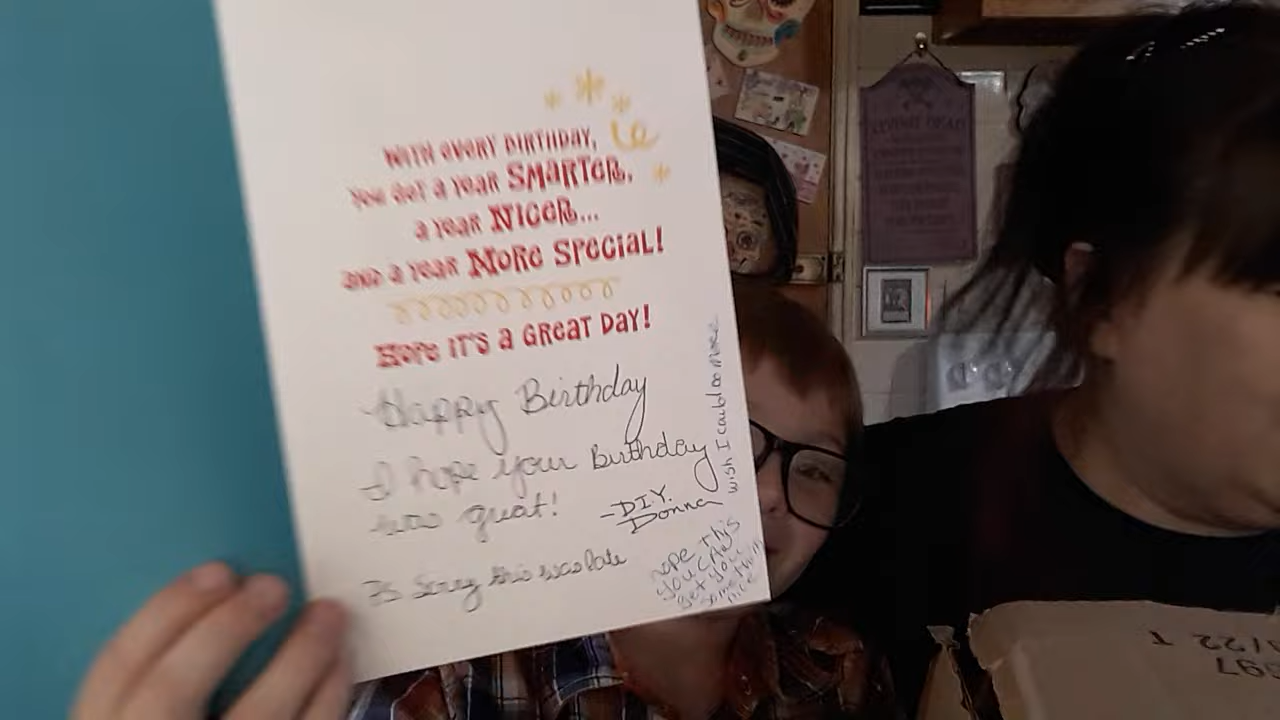 WITH EVERY BIRTHDAY,
YOU GET A YEAR SMARTER,
A YEAR NICER...
AND A YEAR MORE SPECIAL!
HOPE IT'S A GREAT DAY!
Happy Birthday
I hope your Birthday
was great!
-D.I.Y.
Donna
PS Sorry this was late
hope this
you can
get you
something
nice
wish I could do more
/22 T
597